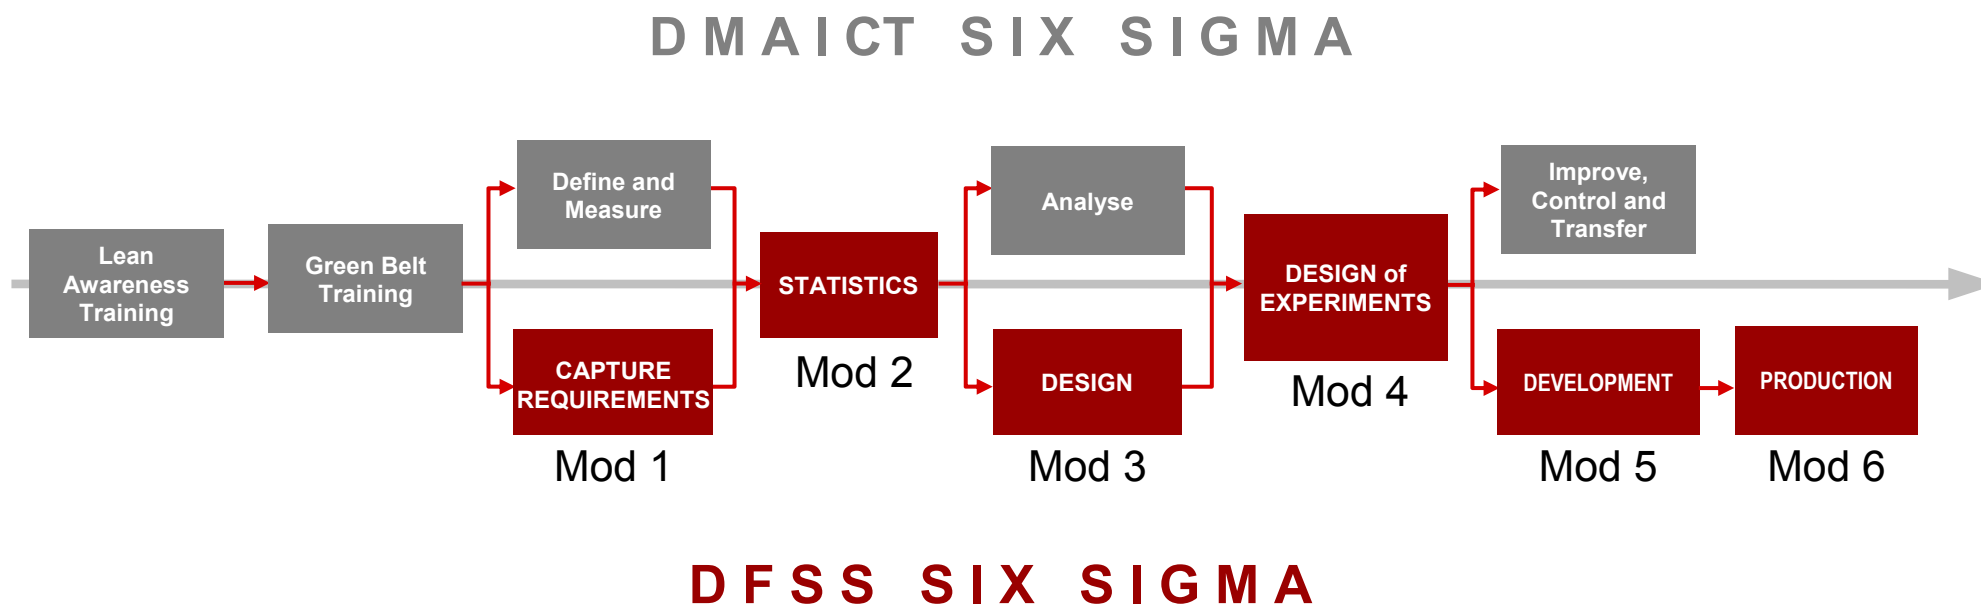 DMAICT SIX SIGMA
Define and
Measure
Analyse
Improve,
Control and
Transfer
Lean
Awareness
Training
Green Belt
Training
STATISTICS
DESIGN of
EXPERIMENTS
CAPTURE
REQUIREMENTS
DESIGN
DEVELOPMENT
PRODUCTION
Mod 1
Mod 2
Mod 3
Mod 4
Mod 5
Mod 6
DFSS SIX SIGMA